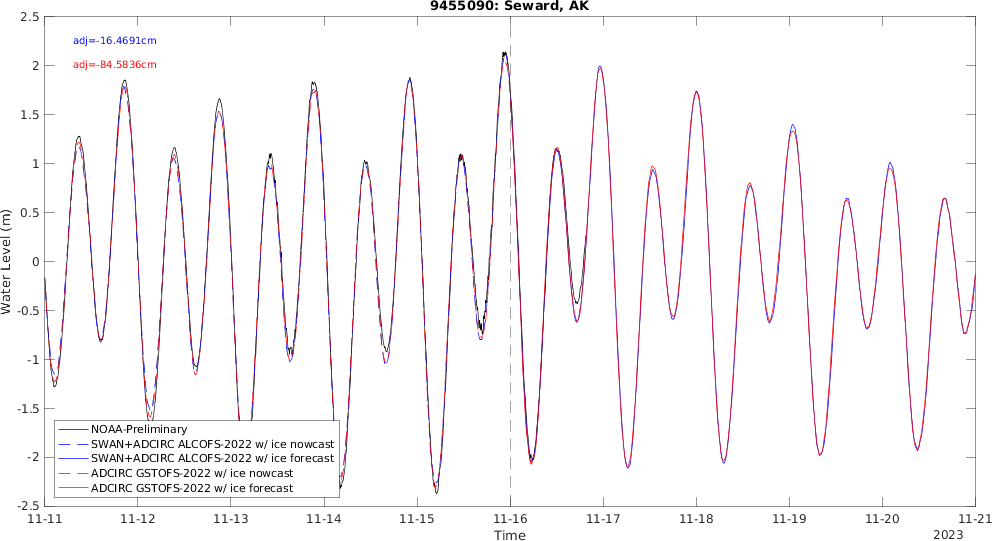 9455090: Seward, AK
adj=-16.4691cm
adj=-84.5836cm
Water Level (m)
2.5
2
1.5
1
0.5
0
-0.5
-1
-1.5
-2
-2.5
NOAA-Preliminary
SWAN+ADCIRC ALCOFS-2022 w/ ice nowcast
SWAN+ADCIRC ALCOFS-2022 w/ ice forecast
ADCIRC GSTOFS-2022 w/ ice nowcast
ADCIRC GSTOFS-2022 w/ ice forecast
11-11 11-12 11-13 11-14 11-15 11-16 11-17 11-18 11-19 11-20 11-21
Time
2023